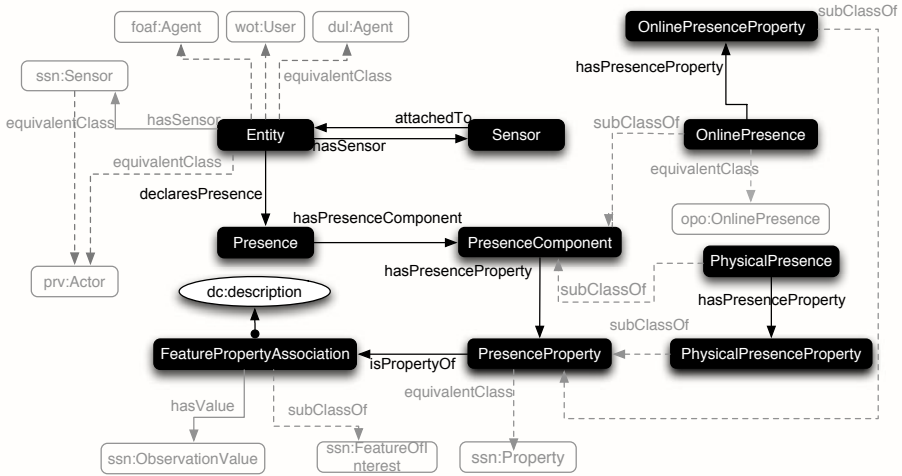 foaf:Agent
wot:User
dul:Agent
OnlinePresenceProperty
subClassOf
ssn:Sensor
equivalentClass
hasPresenceProperty
equivalentClass
hasSensor
attachedTo
subClassOf
Entity
Sensor
OnlinePresence
hasSensor
equivalentClass
equivalentClass
declaresPresence
hasPresenceComponent
opo:OnlinePresence
Presence
PresenceComponent
hasPresenceProperty
PhysicalPresence
prv:Actor
dc:description
subClassOf
hasPresenceProperty
subClassOf
FeaturePropertyAssociation
isPropertyOf
PresenceProperty
PhysicalPresenceProperty
equivalentClass
hasValue
subClassOf
ssn:ObservationValue
ssn:FeatureOfI
nterest
ssn:Property